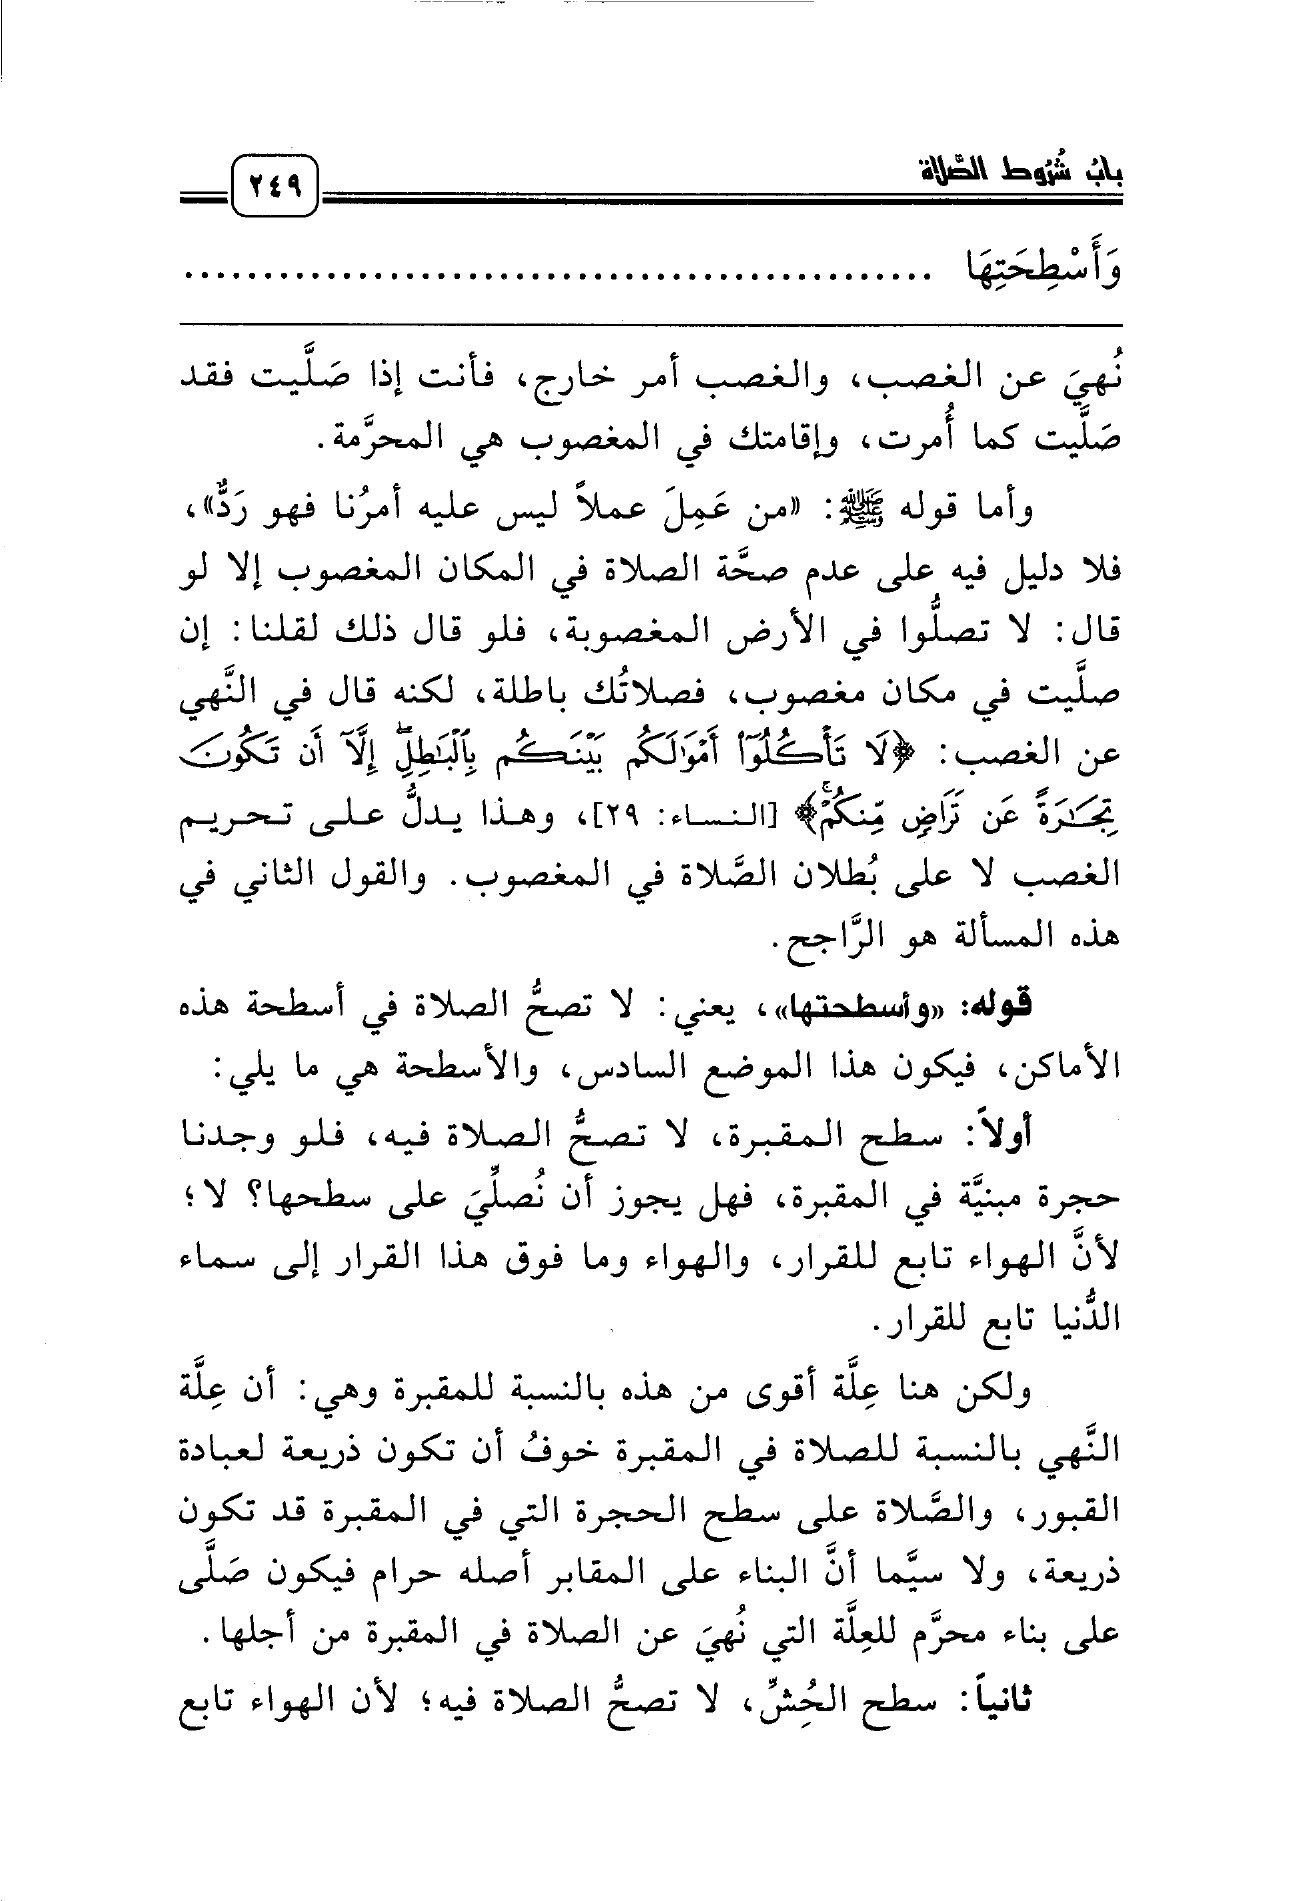 بابُ شُرُوط الصَّلاة
٢٤٩
وَأَسْطِحَتِهَا ................................................
نُهيَ عن الغصب، والغصب أمر خارج، فأنت إذا صَلَّيت فقد
صَلَّيت كما أُمرت، وإقامتك في المغصوب هي المحرَّمة.
وأما قوله ﷺ: «من عَمِلَ عملاً ليس عليه أمرُنا فهو رَدٌّ»،
فلا دليل فيه على عدم صحَّة الصلاة في المكان المغصوب إلا لو
قال: لا تصلُّوا في الأرض المغصوبة، فلو قال ذلك لقلنا: إن
صلَّيت في مكان مغصوب، فصلاتُك باطلة، لكنه قال في النَّهي
عن الغصب: ﴿لَا تَأْكُلُوٓا۟ أَمْوَٰلَكُم بَيْنَكُم بِٱلْبَٰطِلِ إِلَّآ أَن تَكُونَ
تِجَٰرَةً عَن تَرَاضٍ مِّنكُمْ﴾ [النساء: ٢٩]، وهذا يدلُّ على تحريم
الغصب لا على بُطلان الصَّلاة في المغصوب. والقول الثاني في
هذه المسألة هو الرَّاجح.
قوله: «وأسطحتها»، يعني: لا تصحُّ الصلاة في أسطحة هذه
الأماكن، فيكون هذا الموضع السادس، والأسطحة هي ما يلي:
أولاً: سطح المقبرة، لا تصحُّ الصلاة فيه، فلو وجدنا
حجرة مبنيَّة في المقبرة، فهل يجوز أن نُصلِّيَ على سطحها؟ لا؛
لأنَّ الهواء تابع للقرار، والهواء وما فوق هذا القرار إلى سماء
الدُّنيا تابع للقرار.
ولكن هنا عِلَّة أقوى من هذه بالنسبة للمقبرة وهي: أن عِلَّة
النَّهي بالنسبة للصلاة في المقبرة خوفُ أن تكون ذريعة لعبادة
القبور، والصَّلاة على سطح الحجرة التي في المقبرة قد تكون
ذريعة، ولا سيَّما أنَّ البناء على المقابر أصله حرام فيكون صَلَّى
على بناء محرَّم للعِلَّة التي نُهيَ عن الصلاة في المقبرة من أجلها.
ثانياً: سطح الحُشِّ، لا تصحُّ الصلاة فيه؛ لأن الهواء تابع